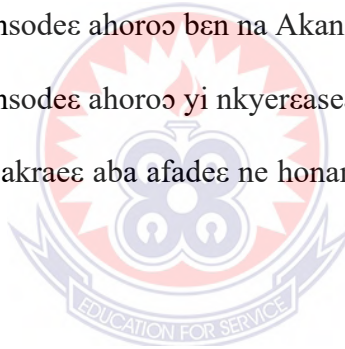 nsodeɛ ahoroɔ bɛn na Akan
nsodeɛ ahoroɔ yi nkyerɛase
akraeɛ aba afadeɛ ne honam
EDUCATION FOR SERVICE